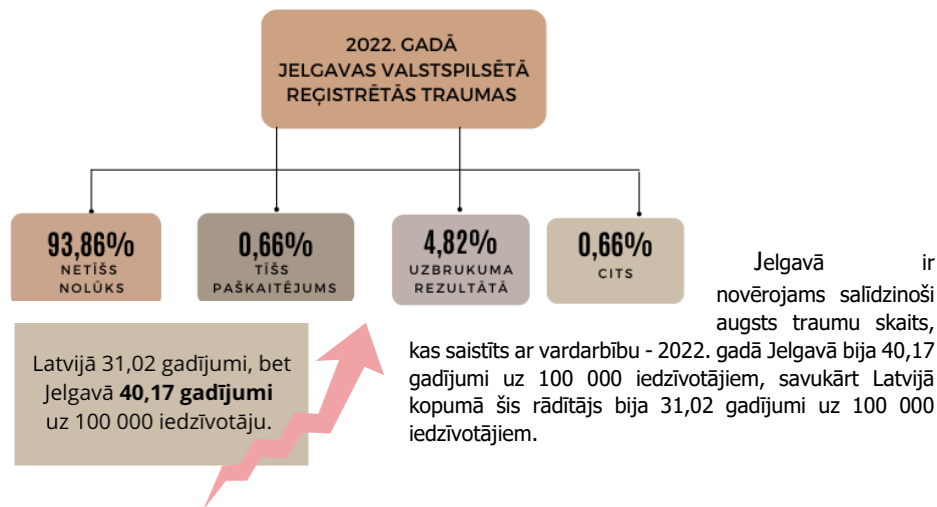 2022. GADĀ
JELGAVAS VALSTSPILSĒTĀ
REĢISTRĒTĀS TRAUMAS
93,86%
NETĪŠS
NOLŪKS
0,66%
TĪŠS
PAŠKAITĒJUMS
4,82%
UZBRUKUMA
REZULTĀTĀ
0,66%
CITS
Latvijā 31,02 gadījumi, bet
Jelgavā 40,17 gadījumi
uz 100 000 iedzīvotāju.
Jelgavā ir
novērojams salīdzinoši
augsts traumu skaits,
kas saistīts ar vardarbību - 2022. gadā Jelgavā bija 40,17
gadījumi uz 100 000 iedzīvotājiem, savukārt Latvijā
kopumā šis rādītājs bija 31,02 gadījumi uz 100 000
iedzīvotājiem.